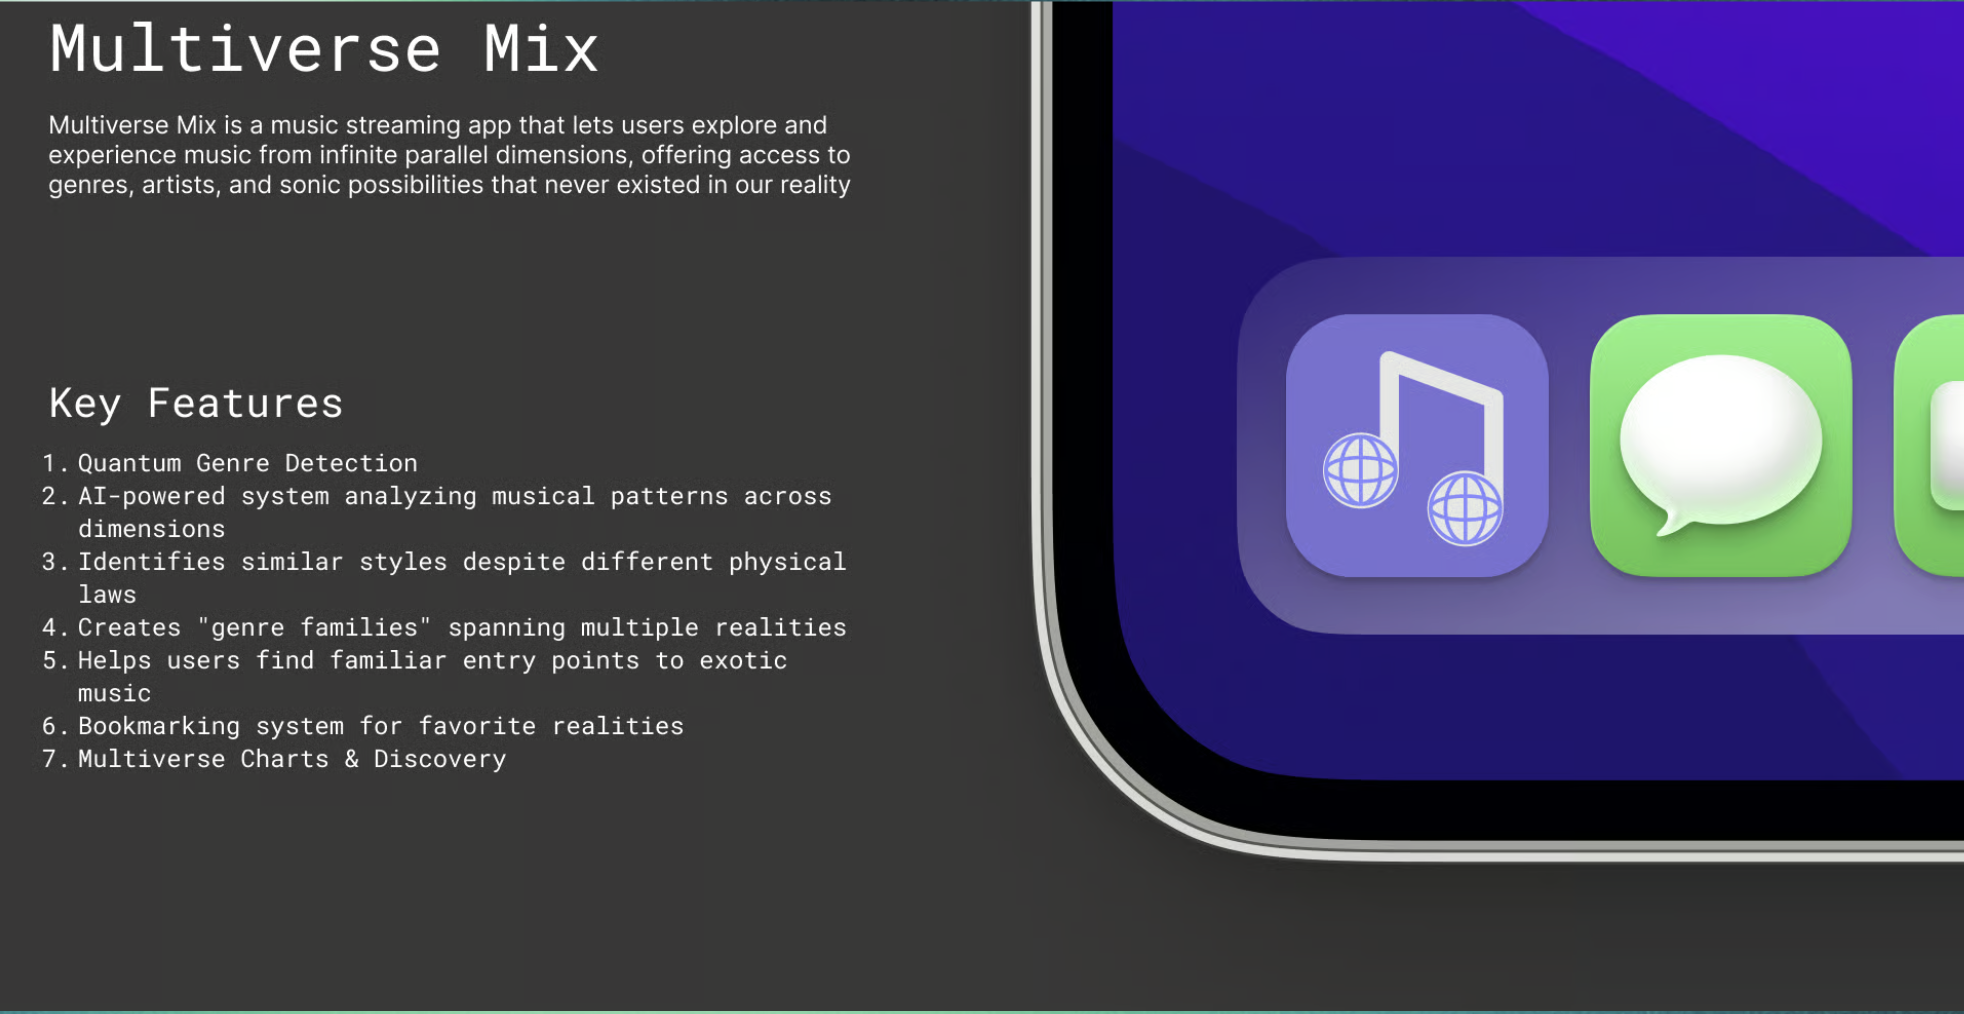 Multiverse Mix
Multiverse Mix is a music streaming app that lets users explore and
experience music from infinite parallel dimensions, offering access to
genres, artists, and sonic possibilities that never existed in our reality
Key Features
1. Quantum Genre Detection
2. AI-powered system analyzing musical patterns across
dimensions
3. Identifies similar styles despite different physical
laws
4. Creates "genre families" spanning multiple realities
5. Helps users find familiar entry points to exotic
music
6. Bookmarking system for favorite realities
7. Multiverse Charts & Discovery